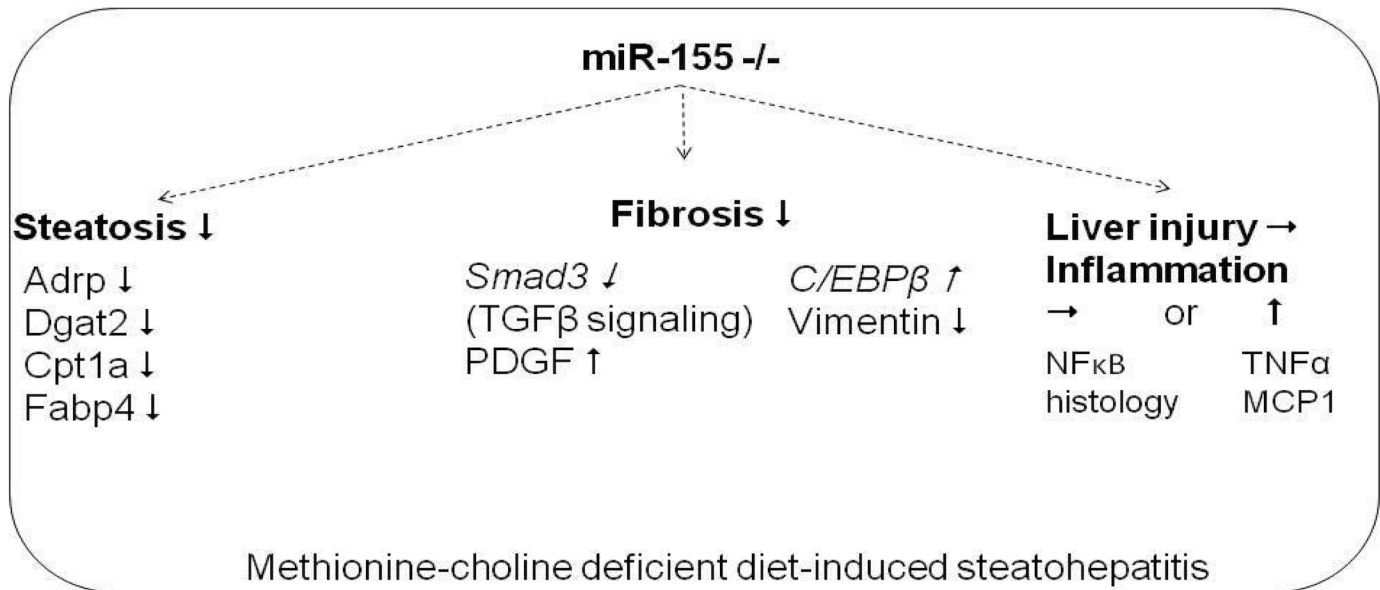 miR-155 -/-
Steatosis ↓
Adrp ↓
Dgat2 ↓
Cpt1a ↓
Fabp4 ↓
Fibrosis ↓
Smad3 ↓
(TGFβ signaling)
PDGF ↑
C/EBPβ ↑
Vimentin ↓
Liver injury →
Inflammation
→ or ↑
NFκB
histology
TNFα
MCP1
Methionine-choline deficient diet-induced steatohepatitis